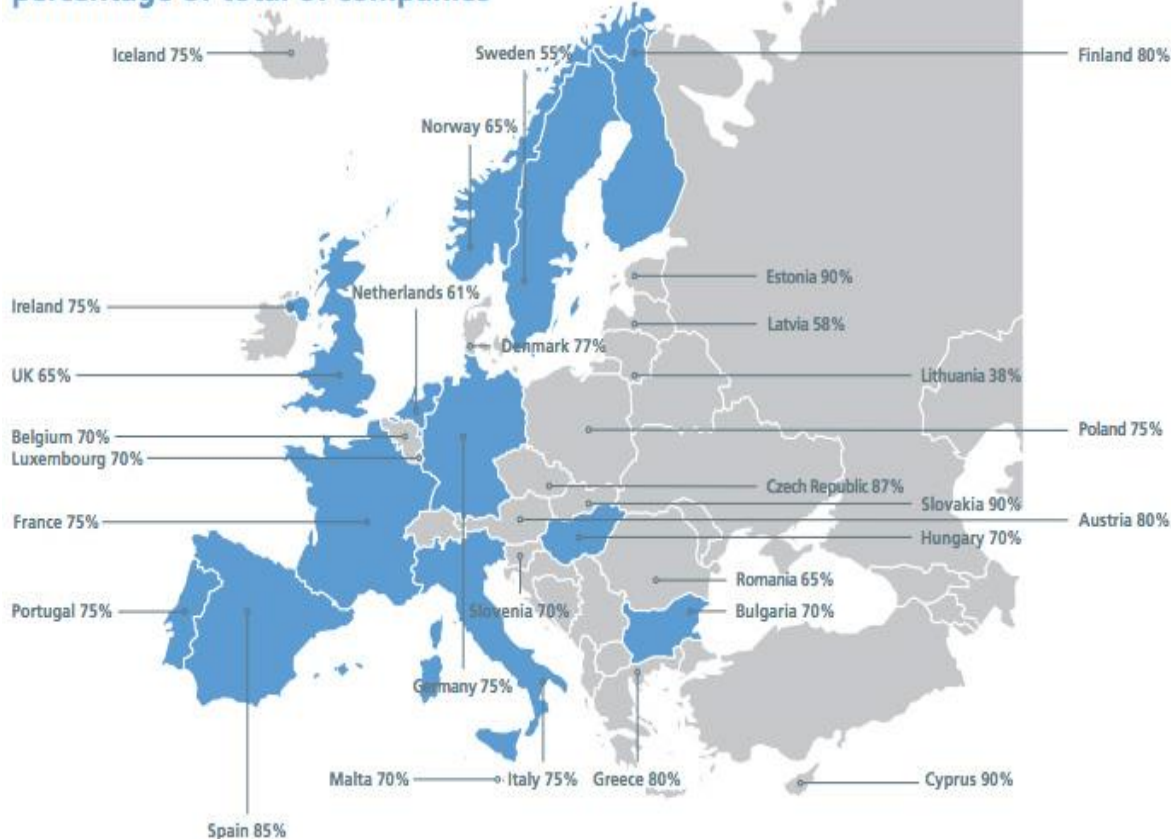 percentage of total of companies
Iceland 75%
Sweden 55%
Finland 80%
Norway 65%
Estonia 90%
Ireland 75%
Netherlands 61%
Latvia 58%
Denmark 77%
UK 65%
Lithuania 38%
Belgium 70%
Poland 75%
Luxembourg 70%
Czech Republic 87%
Slovakia 90%
France 75%
Austria 80%
Hungary 70%
Romania 65%
Portugal 75%
Slovenia 70%
Bulgaria 70%
Germany 75%
Malta 70%
Italy 75%
Greece 80%
Cyprus 90%
Spain 85%